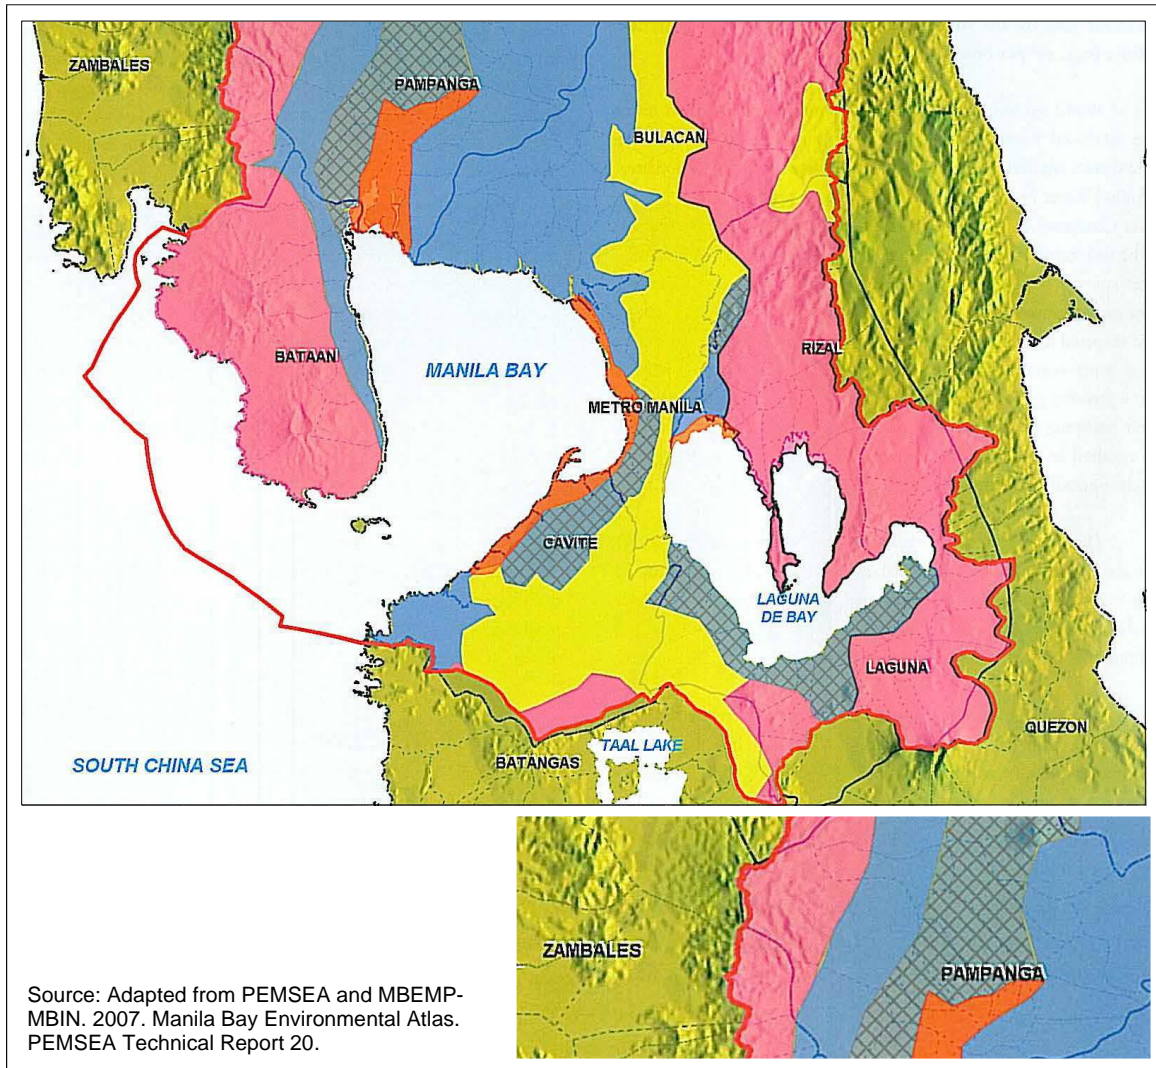 ZAMBALES
PAMPANGA
BULACAN
BATAAN
MANILA BAY
RIZAL
METRO MANILA
CAVITE
LAGUNA
DE BAY
LAGUNA
QUEZON
TAAL LAKE
BATANGAS
SOUTH CHINA SEA
ZAMBALES
PAMPANGA
Source: Adapted from PEMSEA and MBEMP-
MBIN. 2007. Manila Bay Environmental Atlas.
PEMSEA Technical Report 20.